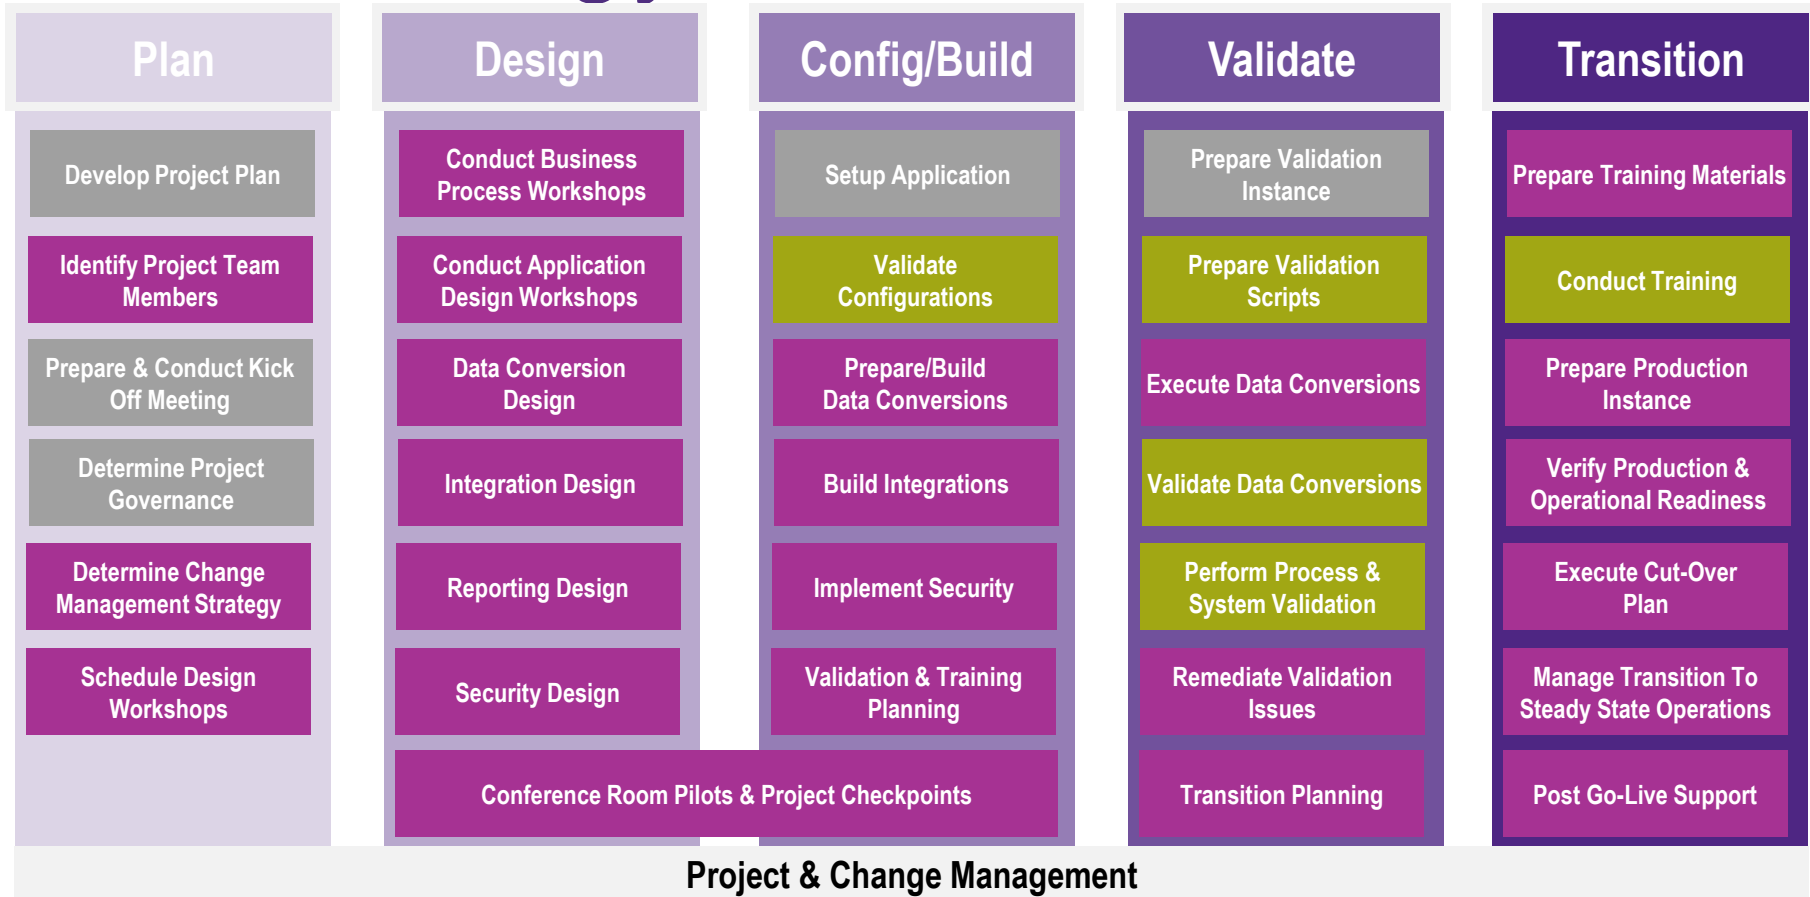 Plan
Design
Config/Build
Validate
Transition
Develop Project Plan
Identify Project Team
Members
Prepare & Conduct Kick
Off Meeting
Determine Project
Governance
Determine Change
Management Strategy
Schedule Design
Workshops
Conduct Business
Process Workshops
Conduct Application
Design Workshops
Data Conversion
Design
Integration Design
Reporting Design
Security Design
Conference Room Pilots & Project Checkpoints
Setup Application
Validate
Configurations
Prepare/Build
Data Conversions
Build Integrations
Implement Security
Validation & Training
Planning
Prepare Validation
Instance
Prepare Validation
Scripts
Execute Data Conversions
Validate Data Conversions
Perform Process &
System Validation
Remediate Validation
Issues
Transition Planning
Prepare Training Materials
Conduct Training
Prepare Production
Instance
Verify Production &
Operational Readiness
Execute Cut-Over
Plan
Manage Transition To
Steady State Operations
Post Go-Live Support
Project & Change Management